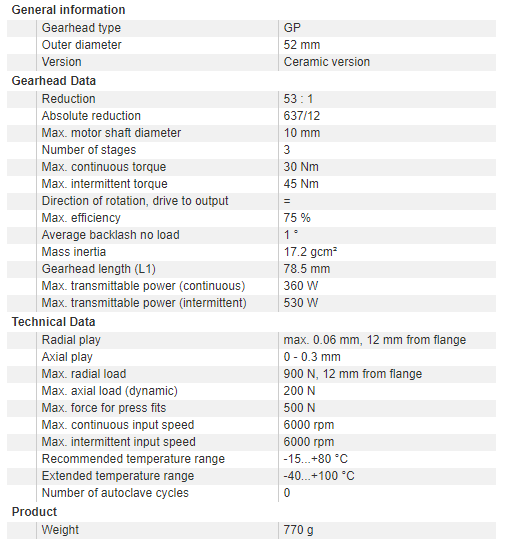 General information
Gearhead type GP
Outer diameter 52 mm
Version Ceramic version
Gearhead Data
Reduction 53 : 1
Absolute reduction 637/12
Max. motor shaft diameter 10 mm
Number of stages 3
Max. continuous torque 30 Nm
Max. intermittent torque 45 Nm
Direction of rotation, drive to output =
Max. efficiency 75 %
Average backlash no load 1 °
Mass inertia 17.2 gcm²
Gearhead length (L1) 78.5 mm
Max. transmittable power (continuous) 360 W
Max. transmittable power (intermittent) 530 W
Technical Data
Radial play max. 0.06 mm, 12 mm from flange
Axial play 0 - 0.3 mm
Max. radial load 900 N, 12 mm from flange
Max. axial load (dynamic) 200 N
Max. force for press fits 500 N
Max. continuous input speed 6000 rpm
Max. intermittent input speed 6000 rpm
Recommended temperature range -15...+80 °C
Extended temperature range -40...+100 °C
Number of autoclave cycles 0
Product
Weight 770 g